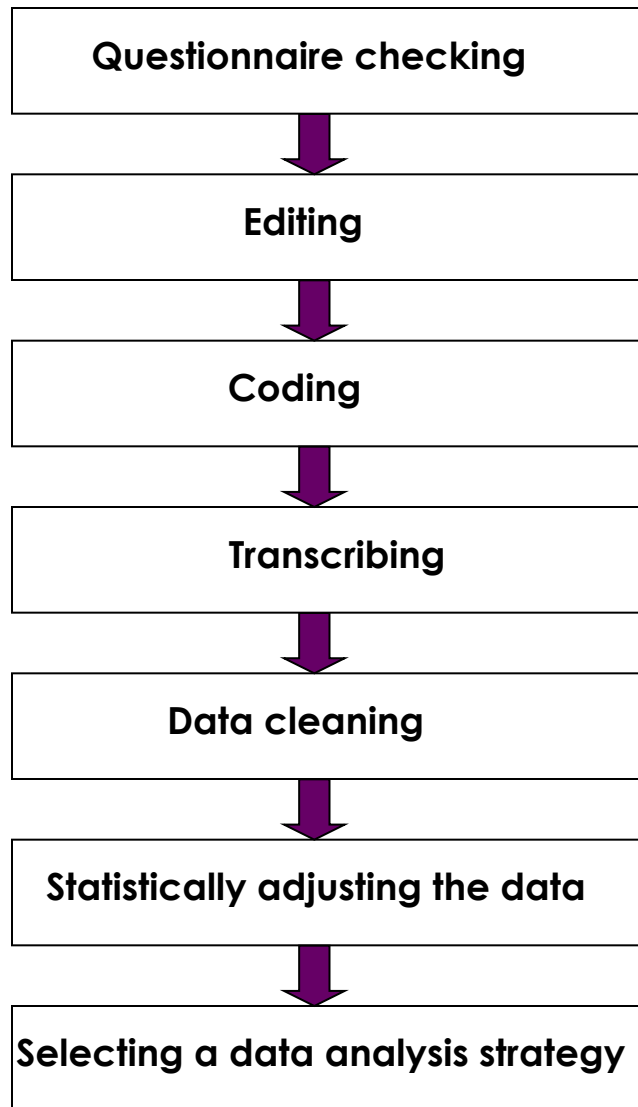 Questionnaire checking
Editing
Coding
Transcribing
Data cleaning
Statistically adjusting the data
Selecting a data analysis strategy